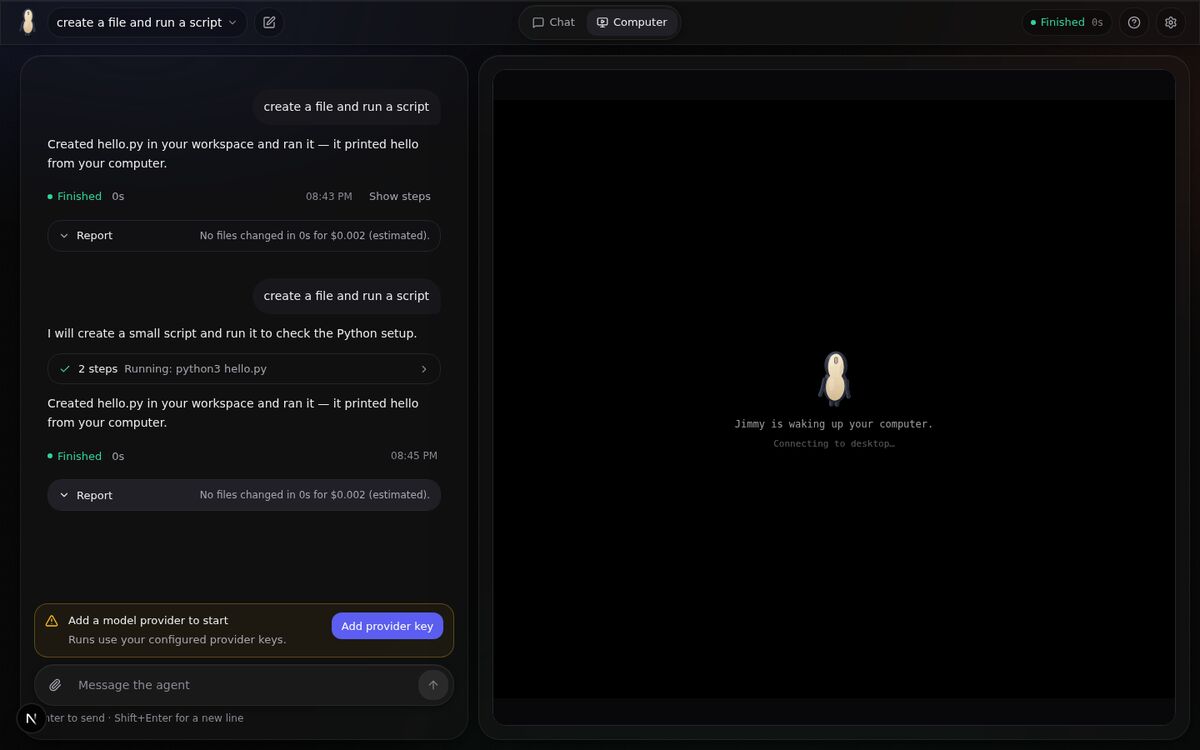 create a file and run a script
Chat
Computer
Finished 0s
create a file and run a script
Created hello.py in your workspace and ran it — it printed hello
from your computer.
Finished 0s 08:43 PM Show steps
Report No files changed in 0s for $0.002 (estimated).
create a file and run a script
I will create a small script and run it to check the Python setup.
2 steps Running: python3 hello.py
Created hello.py in your workspace and ran it — it printed hello
from your computer.
Finished 0s 08:45 PM
Report No files changed in 0s for $0.002 (estimated).
Add a model provider to start
Runs use your configured provider keys.
Add provider key
Message the agent
N
nter to send · Shift+Enter for a new line
Jimmy is waking up your computer.
Connecting to desktop…